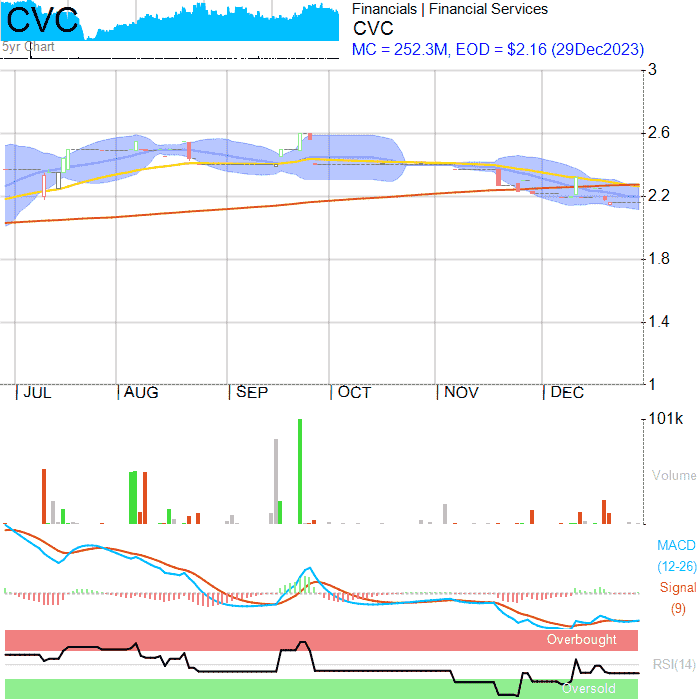 CVC
5yr Chart
Financials | Financial Services
CVC
MC = 252.3M, EOD = $2.16 (29Dec2023)
3
2.6
2.2
1.8
1.4
1
JUL AUG SEP OCT NOV DEC
101k
Volume
MACD
(12-26)
Signal
(9)
Overbought
RSI(14)
Oversold